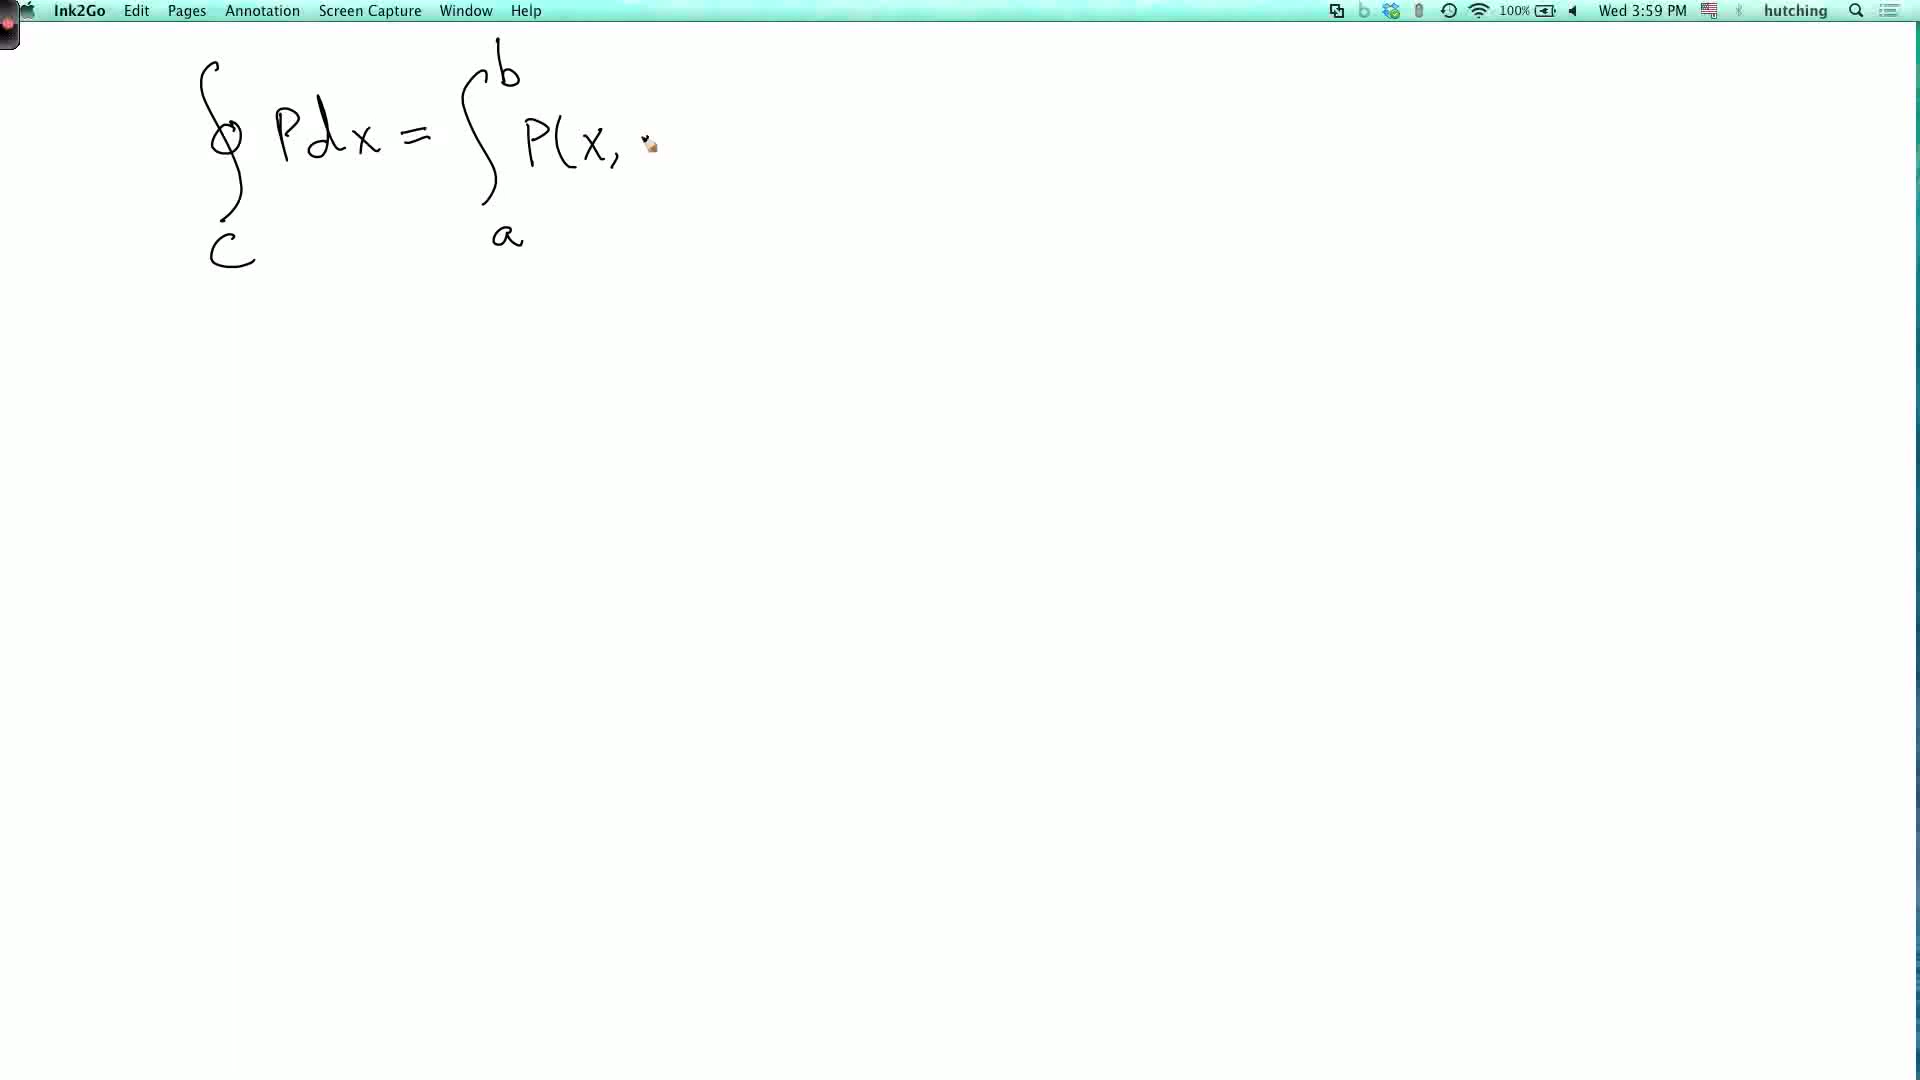 Ink2Go Edit Pages Annotation Screen Capture Window Help 100% Wed 3:59 PM hutching
∮_C P dx = ∫_a^b P(x,